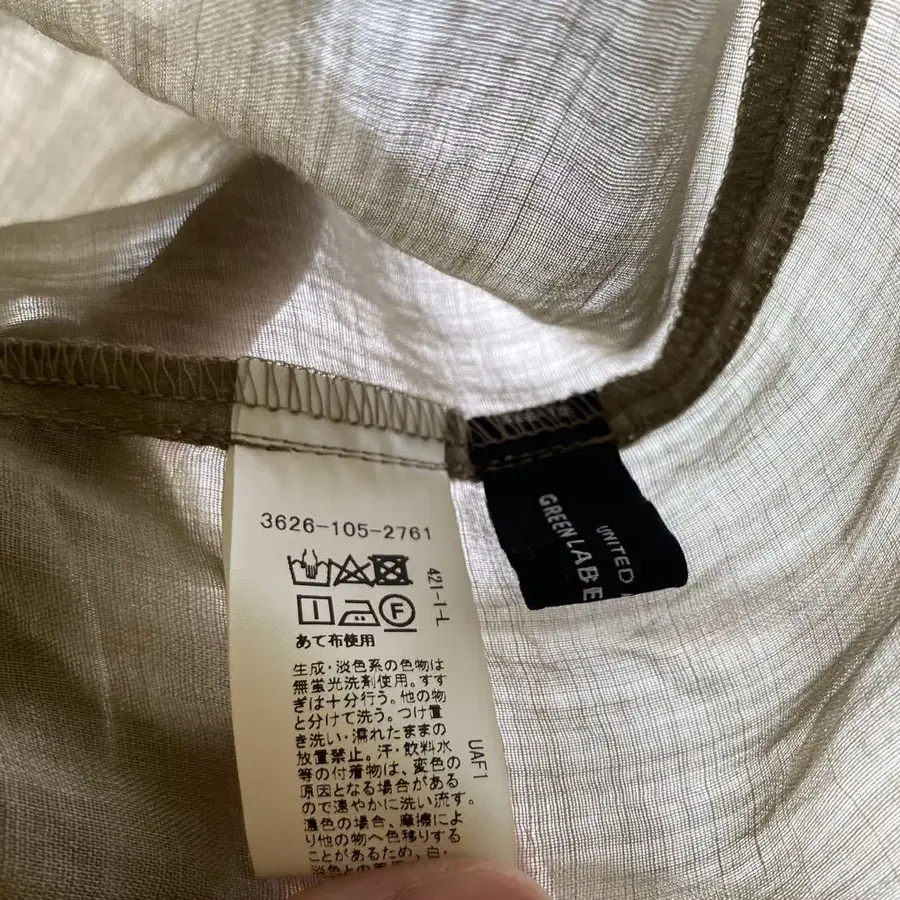 3626-105-2761
421-1-L
F
あて布使用
生成・淡色系の色物は
無蛍光洗剤使用。すす
ぎは十分行う。他の物
と分けて洗う。つけ置
き洗い・濡れたままの
放置禁止。汗・飲料水
等の付着物は、変色の
原因となる場合がある
ので速やかに洗い流す。
濃色の場合、摩擦によ
り他の物へ色移りする
ことがあるため、白・
淡色との
UAF1
UNITED
GREEN LABE